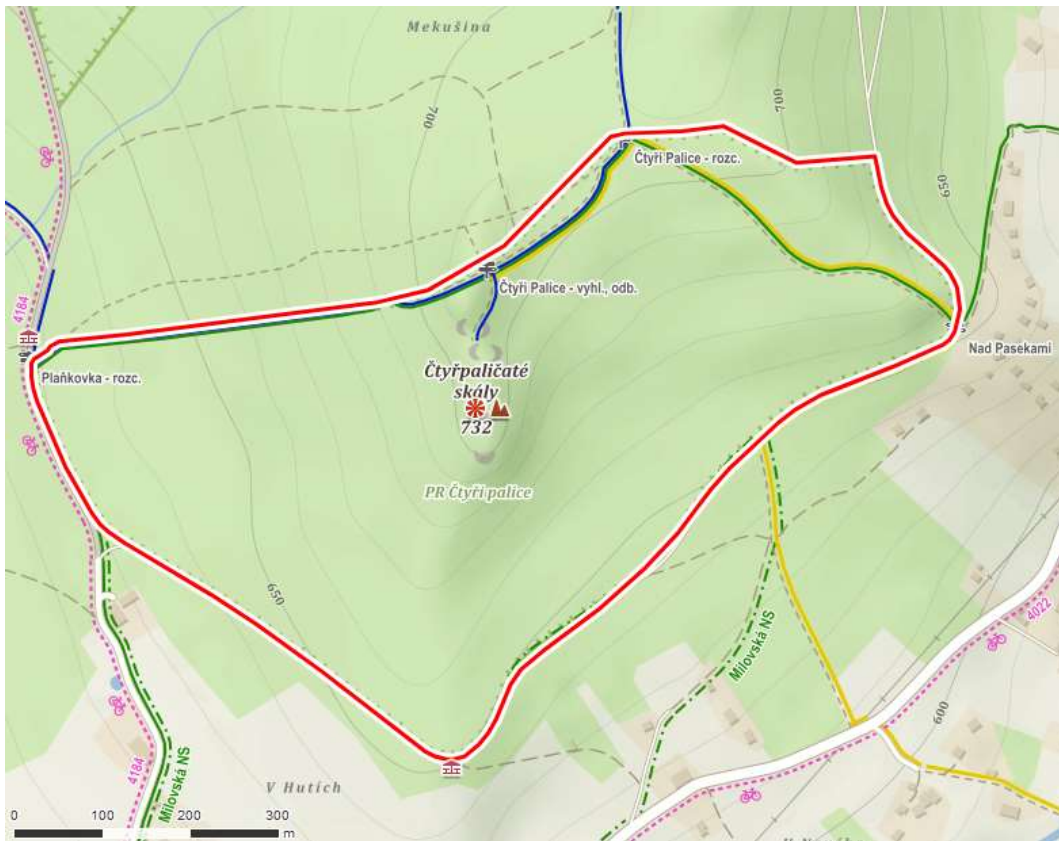 Mekušina
700
700
Čtyři Palice - rozc.
650
4184
Čtyři Palice - vyhl., odb.
Plaňkovka - rozc.
Nad Pasekami
Čtyřpaličaté
skály
732
PR Čtyři palice
650
4022
Milovská NS
600
4184
Milovská NS
V Hutích
0 100 200 300
m